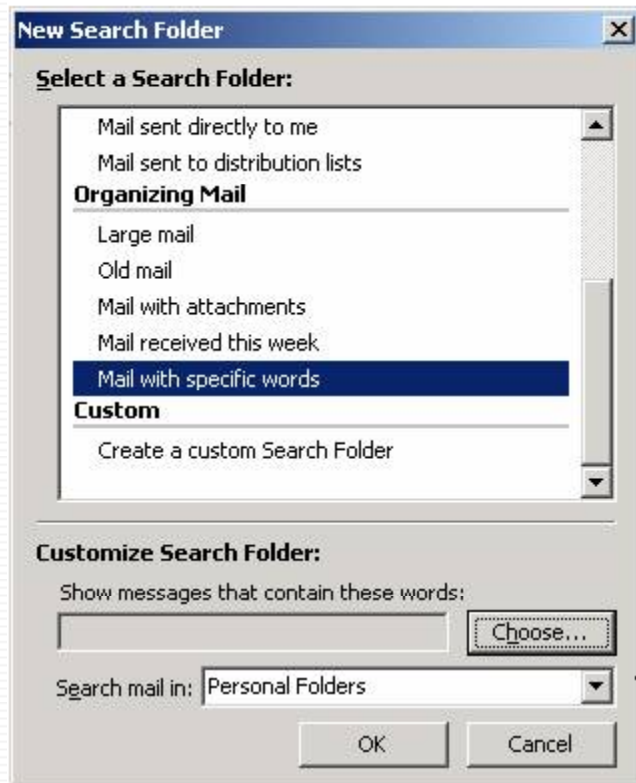 New Search Folder
Select a Search Folder:
Mail sent directly to me
Mail sent to distribution lists
Organizing Mail
Large mail
Old mail
Mail with attachments
Mail received this week
Mail with specific words
Custom
Create a custom Search Folder
Customize Search Folder:
Show messages that contain these words:
Choose...
Search mail in: Personal Folders
OK Cancel